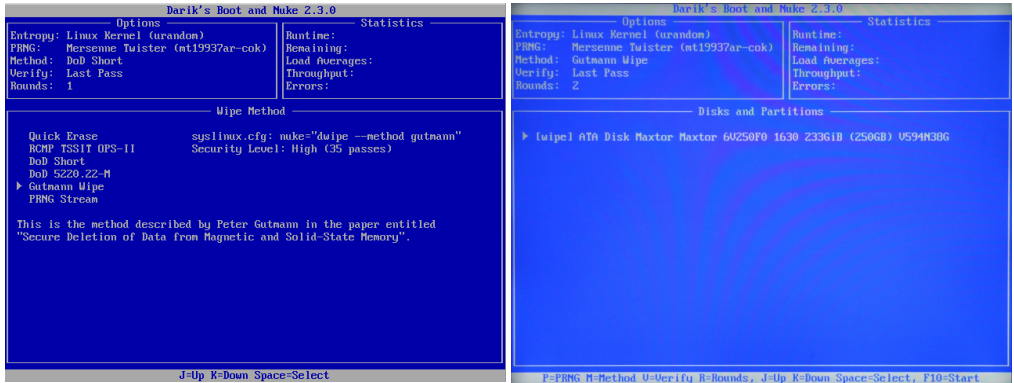 Darik's Boot and Nuke 2.3.0
Options
Statistics
Entropy: Linux Kernel (urandom)
PRNG: Mersenne Twister (mt19937ar-cok)
Method: DoD Short
Verify: Last Pass
Rounds: 1
Runtime:
Remaining:
Load Averages:
Throughput:
Errors:
Wipe Method
Quick Erase
RCMP TSSIT OPS-II
DoD Short
DoD 5220.22-M
Gutmann Wipe
PRNG Stream
syslinux.cfg: nuke="dwipe --method gutmann"
Security Level: High (35 passes)
This is the method described by Peter Gutmann in the paper entitled
"Secure Deletion of Data from Magnetic and Solid-State Memory".
J=Up K=Down Space=Select
Darik's Boot and Nuke 2.3.0
Options
Statistics
Entropy: Linux Kernel (urandom)
PRNG: Mersenne Twister (mt19937ar-cok)
Method: Gutmann Wipe
Verify: Last Pass
Rounds: 2
Runtime:
Remaining:
Load Averages:
Throughput:
Errors:
Disks and Partitions
[wipe] ATA Disk Maxtor Maxtor 6V250F0 1630 233GiB (250GB) V594N38G
P=PRNG M=Method V=Verify R=Rounds, J=Up K=Down Space=Select, F10=Start